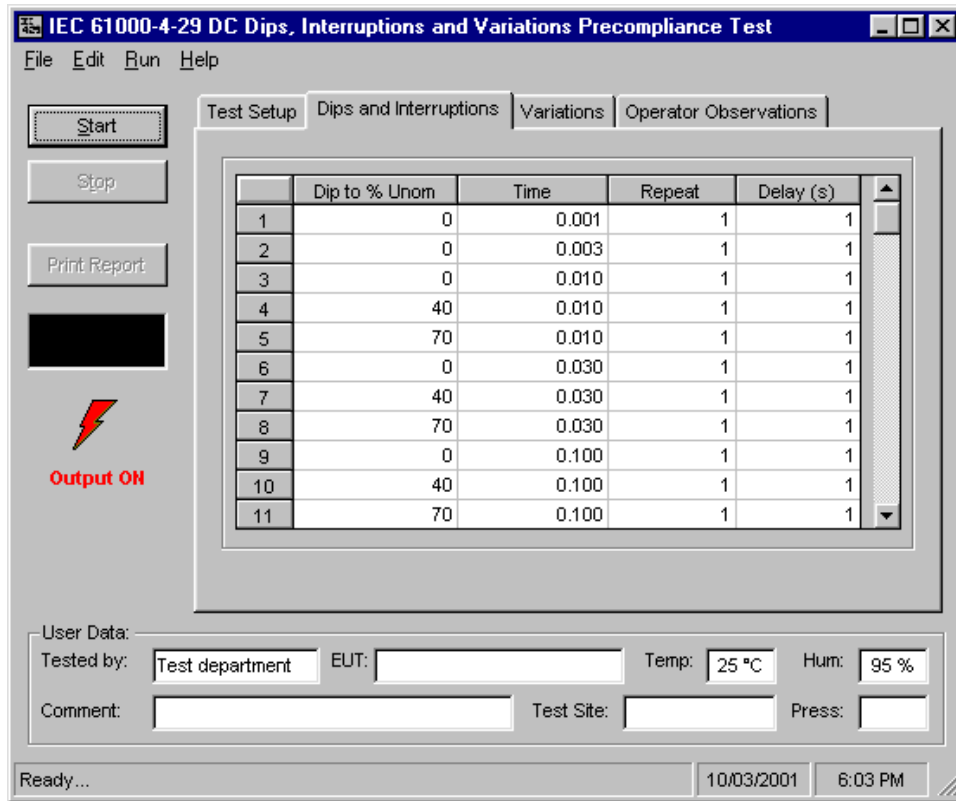 IEC 61000-4-29 DC Dips, Interruptions and Variations Precompliance Test
File Edit Run Help
Start
Stop
Print Report
Output ON
Test Setup Dips and Interruptions Variations Operator Observations
Dip to % Unom Time Repeat Delay (s)
1 0 0.001 1 1
2 0 0.003 1 1
3 0 0.010 1 1
4 40 0.010 1 1
5 70 0.010 1 1
6 0 0.030 1 1
7 40 0.030 1 1
8 70 0.030 1 1
9 0 0.100 1 1
10 40 0.100 1 1
11 70 0.100 1 1
User Data:
Tested by: Test department EUT: Temp: 25 °C Hum: 95 %
Comment: Test Site: Press:
Ready... 10/03/2001 6:03 PM